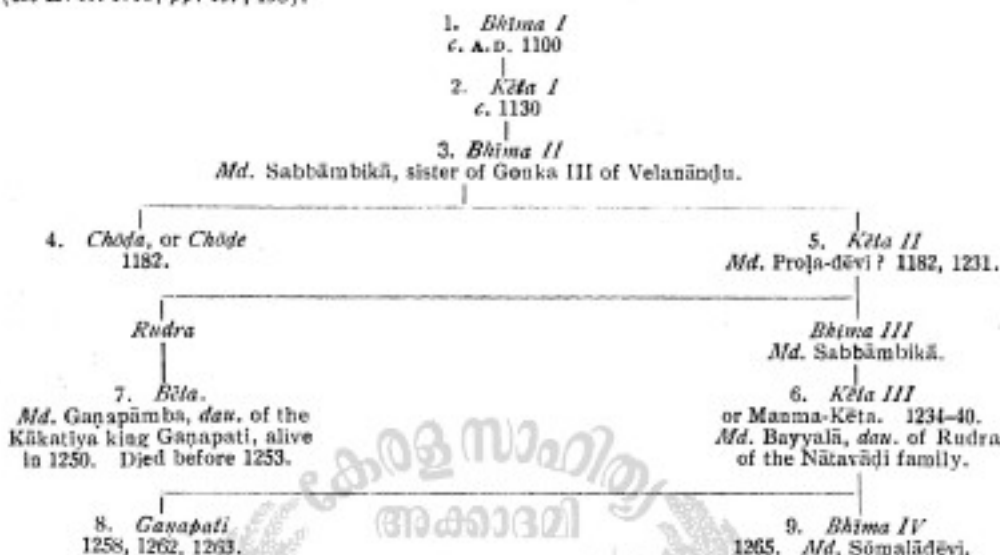 1. Bhīma I
c. A.D. 1100
2. Kēta I
c. 1130
3. Bhīma II
Md. Sabbāmbikā, sister of Gonka III of Velanāṇḍu.
4. Chōḍa, or Chōḍe
1182.
5. Kēta II
Md. Proḷa-dēvi? 1182, 1231.
Rudra
Bhīma III
Md. Sabbāmbikā.
7. Bēta.
Md. Gaṇapāmba, dau. of the
Kākatīya king Gaṇapati, alive
in 1250. Died before 1253.
6. Kēta III
or Manma-Kēta. 1234-40.
Md. Bayyalā, dau. of Rudra
of the Nātavāḍi family.
കേരള സാഹിത്യ
അക്കാദമി
8. Gaṇapati
1258, 1262, 1263.
9. Bhīma IV
1265. Md. Sōmalādēvi.